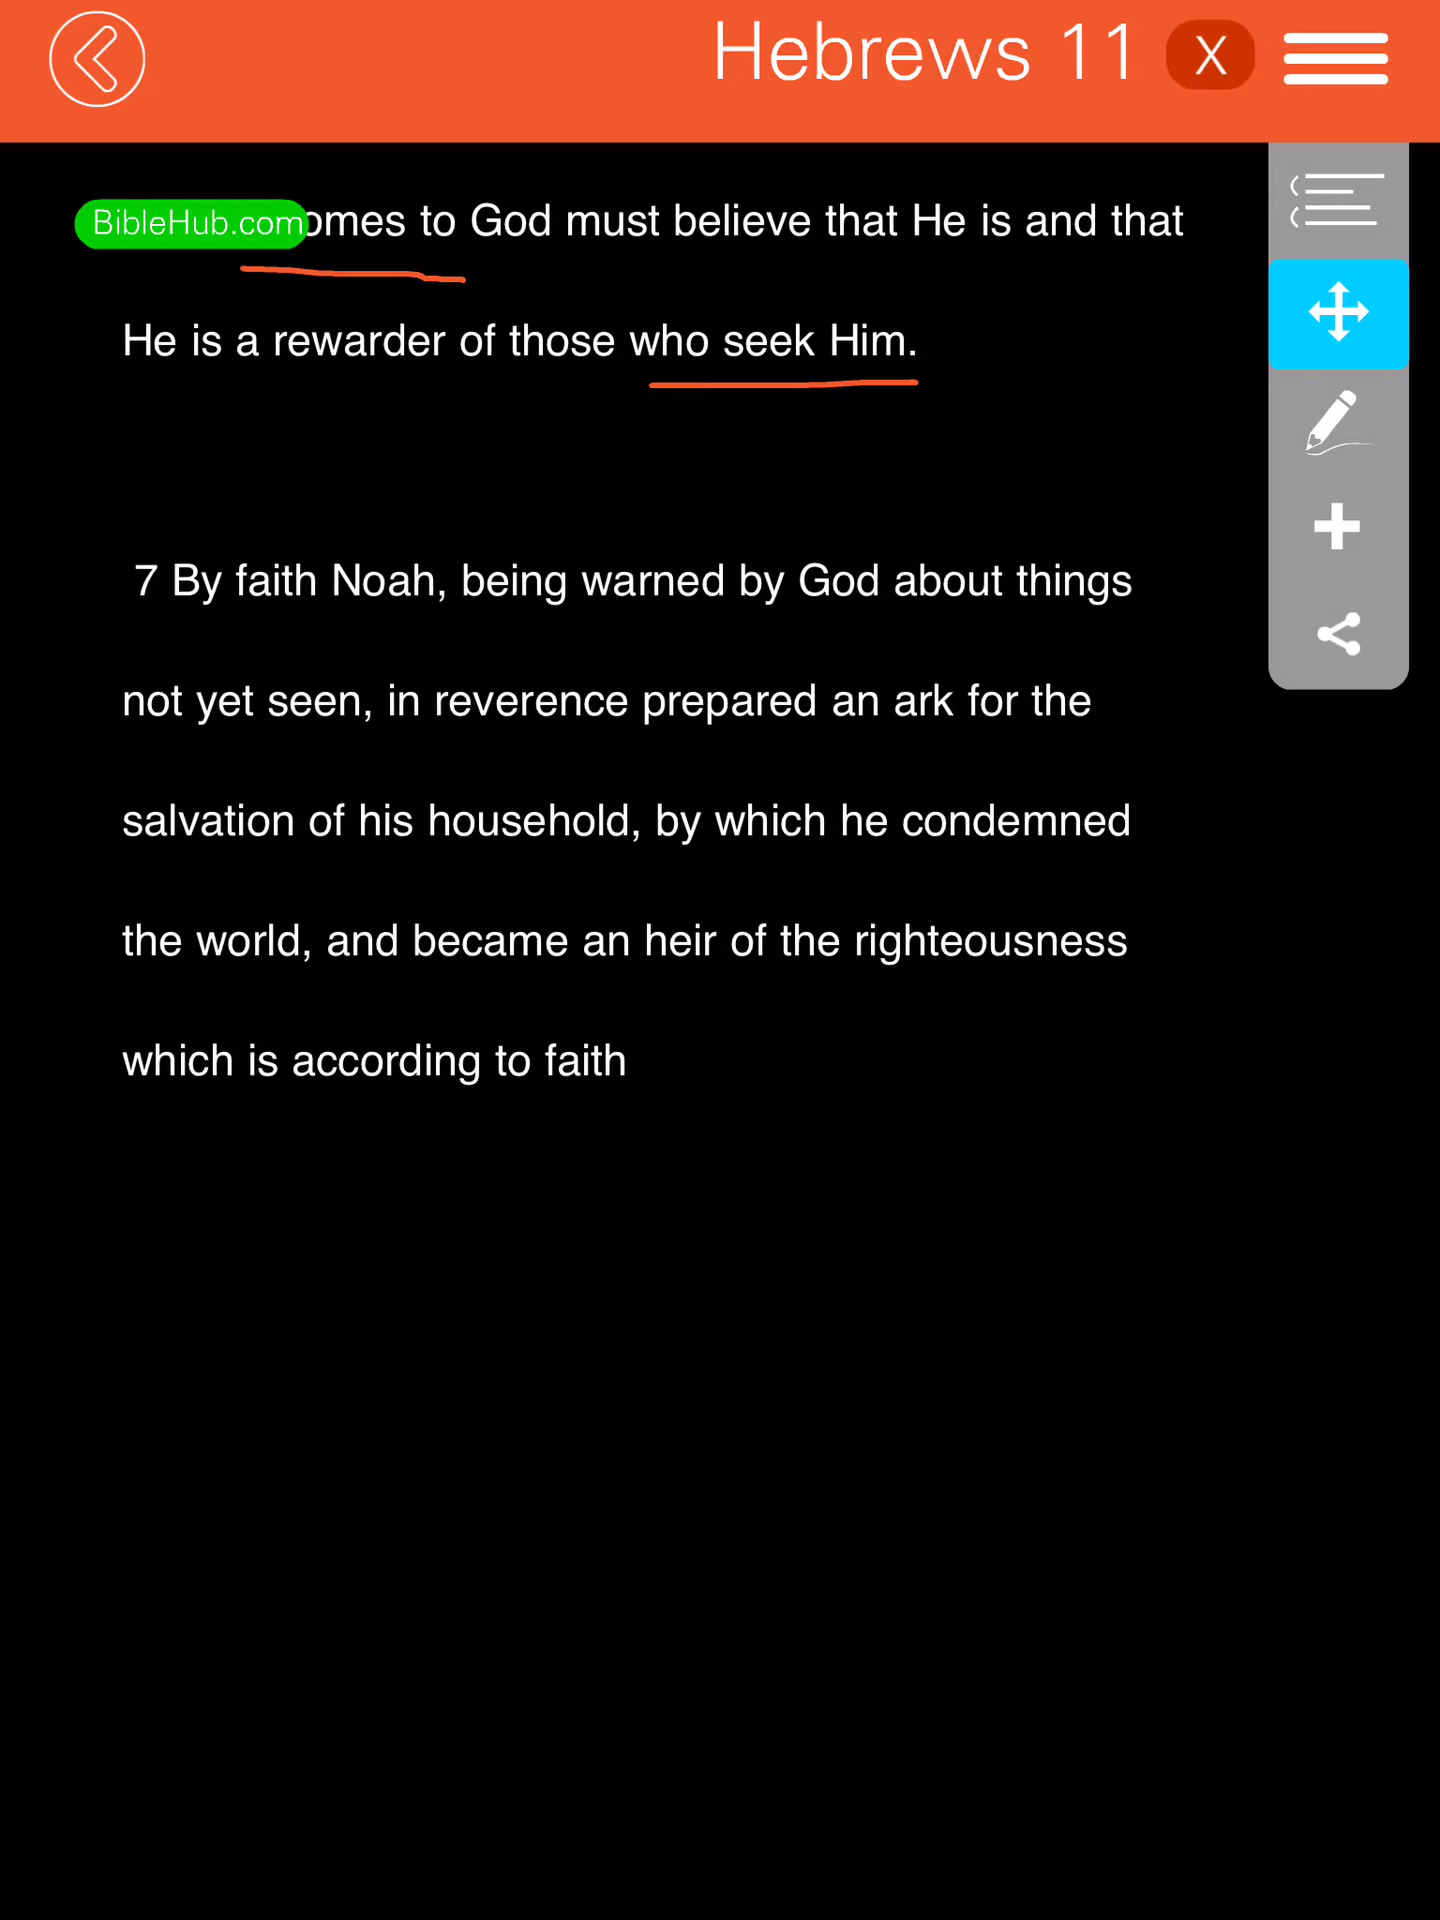 Hebrews 11 X
BibleHub.com
omes to God must believe that He is and that
He is a rewarder of those who seek Him.
7 By faith Noah, being warned by God about things
not yet seen, in reverence prepared an ark for the
salvation of his household, by which he condemned
the world, and became an heir of the righteousness
which is according to faith